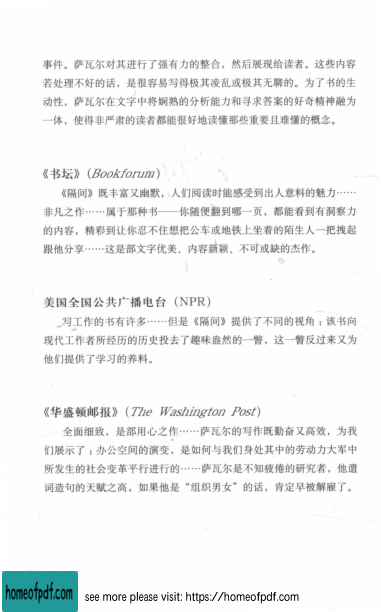 事件。萨瓦尔对其进行了强有力的整合，然后展现给读者。这些内容
若处理不好的话，是很容易写得极其凌乱或极其无聊的。为了书的生
动性，萨瓦尔在文字中将娴熟的分析能力和寻求答案的好奇精神融为
一体，使得非严肃的读者都能很好地读懂那些重要且难懂的概念。
《书坛》（Bookforum）
《隔间》既丰富又幽默，人们阅读时能感受到出人意料的魅力……
非凡之作……属于那种书——你随便翻到哪一页，都能看到有洞察力
的内容，精彩到让你忍不住想把公车或地铁上坐着的陌生人一把拽起
跟他分享……这是部文字优美、内容新颖、不可或缺的杰作。
美国全国公共广播电台（NPR）
写工作的书有许多……但是《隔间》提供了不同的视角：该书向
现代工作者所经历的历史投去了趣味盎然的一瞥，这一瞥反过来又为
他们提供了学习的养料。
《华盛顿邮报》（The Washington Post）
全面细致，是部用心之作……萨瓦尔的写作既勤奋又高效，为我
们展示了：办公空间的演变，是如何与我们身处其中的劳动力大军中
所发生的社会变革平行进行的……萨瓦尔是不知疲倦的研究者，他遣
词造句的天赋之高，如果他是“组织男女”的话，肯定早被解雇了。
homeofpdf.com
see more please visit: https://homeofpdf.com